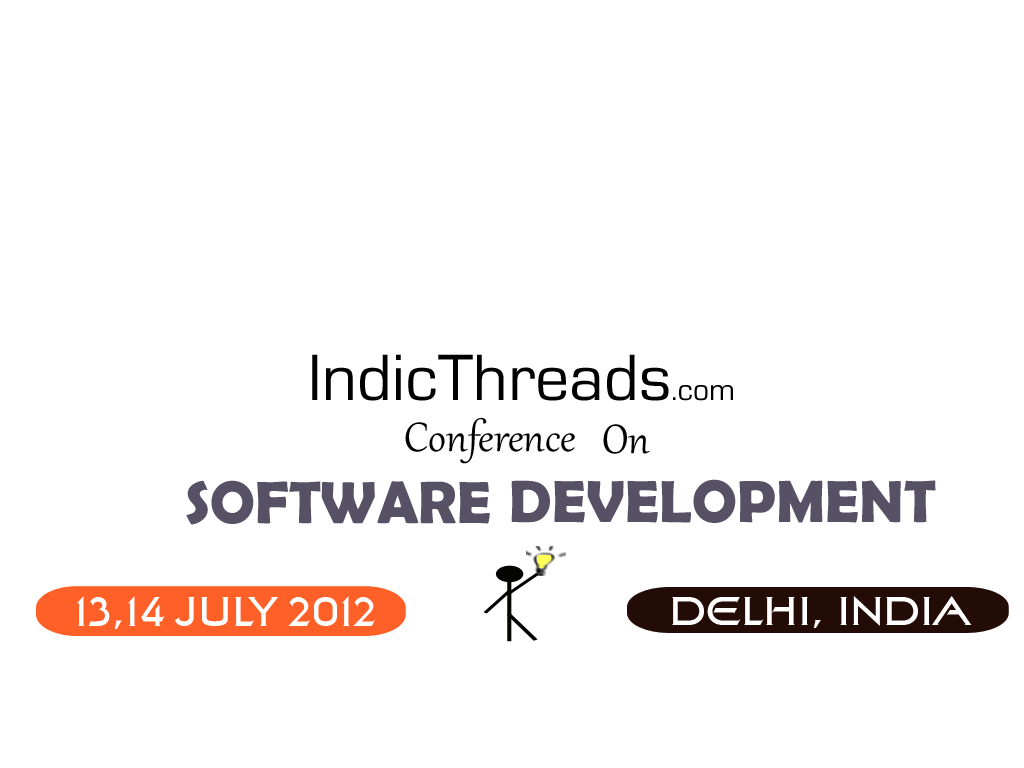 IndicThreads.com
Conference On
SOFTWARE DEVELOPMENT
13,14 JULY 2012
DELHI, INDIA